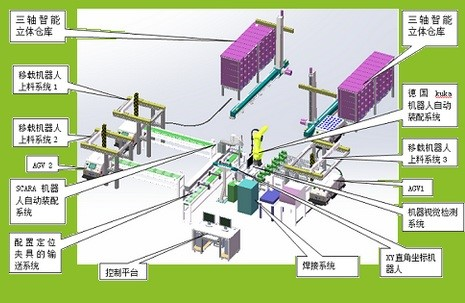 三轴智能
立体仓库
三轴智能
立体仓库
移载机器人
上料系统1
德国 kuka
机器人自动
装配系统
移载机器人
上料系统2
移载机器人
上料系统3
AGV 2
AGV1
SCARA 机器
人自动装配
系统
机器视觉检测
系统
配置定位
夹具的输
送系统
控制平台
焊接系统
XY直角坐标机
器人